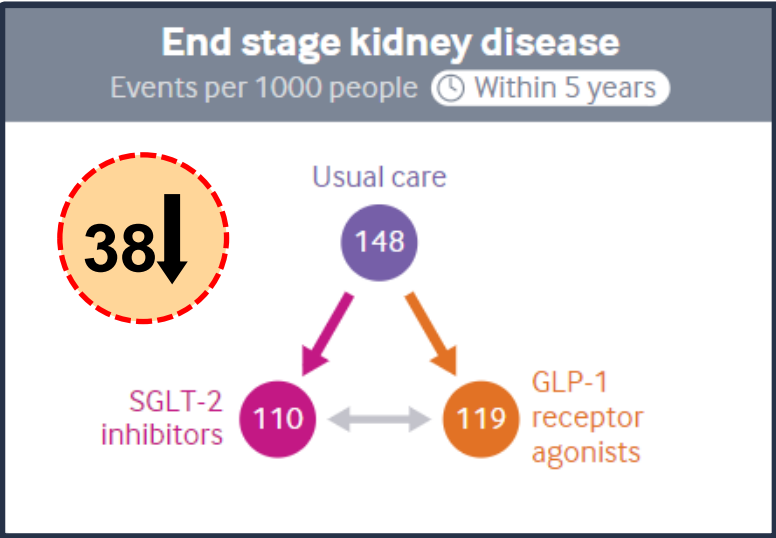 End stage kidney disease
Events per 1000 people Within 5 years
Usual care
148
38
SGLT-2
inhibitors
110
119
GLP-1
receptor
agonists